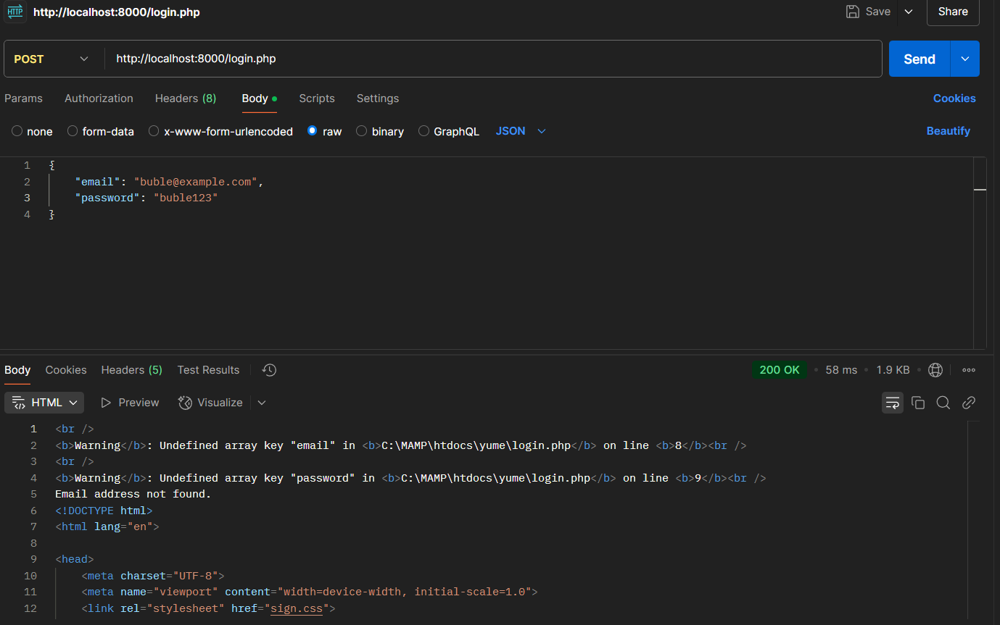 HTTP http://localhost:8000/login.php Save Share
POST http://localhost:8000/login.php Send
Params Authorization Headers (8) Body Scripts Settings Cookies
none form-data x-www-form-urlencoded raw binary GraphQL JSON Beautify
1 {
2 "email": "buble@example.com",
3 "password": "buble123"
4 }
Body Cookies Headers (5) Test Results 200 OK • 58 ms • 1.9 KB •
HTML Preview Visualize
1 <br />
2 <b>Warning</b>: Undefined array key "email" in <b>C:\MAMP\htdocs\yume\login.php</b> on line <b>8</b><br />
3 <br />
4 <b>Warning</b>: Undefined array key "password" in <b>C:\MAMP\htdocs\yume\login.php</b> on line <b>9</b><br />
5 Email address not found.
6 <!DOCTYPE html>
7 <html lang="en">
8
9 <head>
10 <meta charset="UTF-8">
11 <meta name="viewport" content="width=device-width, initial-scale=1.0">
12 <link rel="stylesheet" href="sign.css">